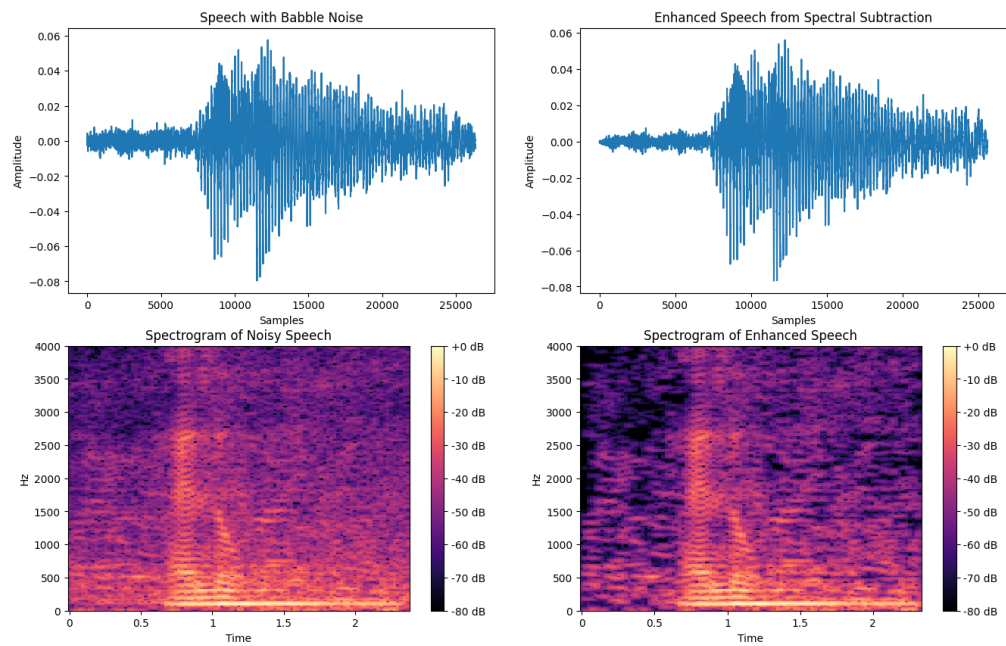 Speech with Babble Noise
0.06
0.04
0.02
0.00
−0.02
−0.04
−0.06
−0.08
Amplitude
0
5000
10000
15000
20000
25000
Samples
Enhanced Speech from Spectral Subtraction
0.06
0.04
0.02
0.00
−0.02
−0.04
−0.06
−0.08
Amplitude
0
5000
10000
15000
20000
25000
Samples
Spectrogram of Noisy Speech
4000
3500
3000
2500
2000
1500
1000
500
0
Hz
0
0.5
1
1.5
2
Time
+0 dB
-10 dB
-20 dB
-30 dB
-40 dB
-50 dB
-60 dB
-70 dB
-80 dB
Spectrogram of Enhanced Speech
4000
3500
3000
2500
2000
1500
1000
500
0
Hz
0
0.5
1
1.5
2
Time
+0 dB
-10 dB
-20 dB
-30 dB
-40 dB
-50 dB
-60 dB
-70 dB
-80 dB